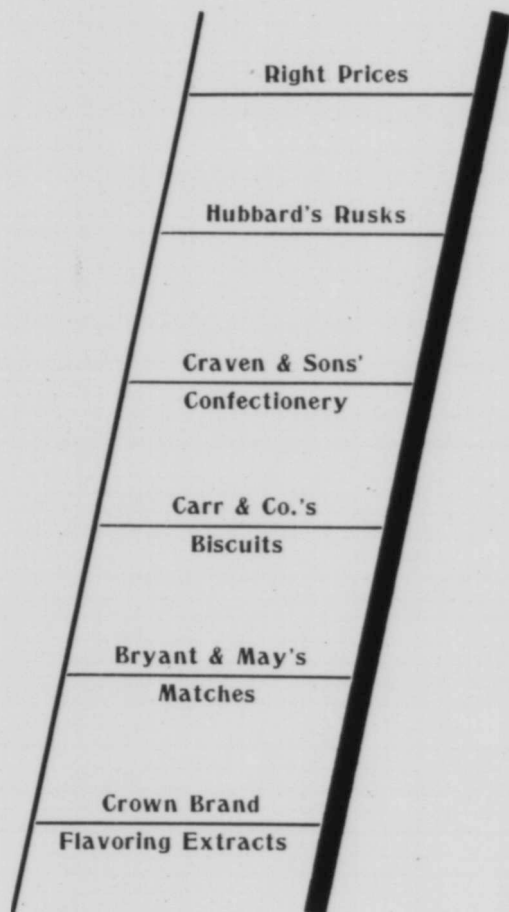 Right Prices
Hubbard's Rusks
Craven & Sons'
Confectionery
Carr & Co.'s
Biscuits
Bryant & May's
Matches
Crown Brand
Flavoring Extracts